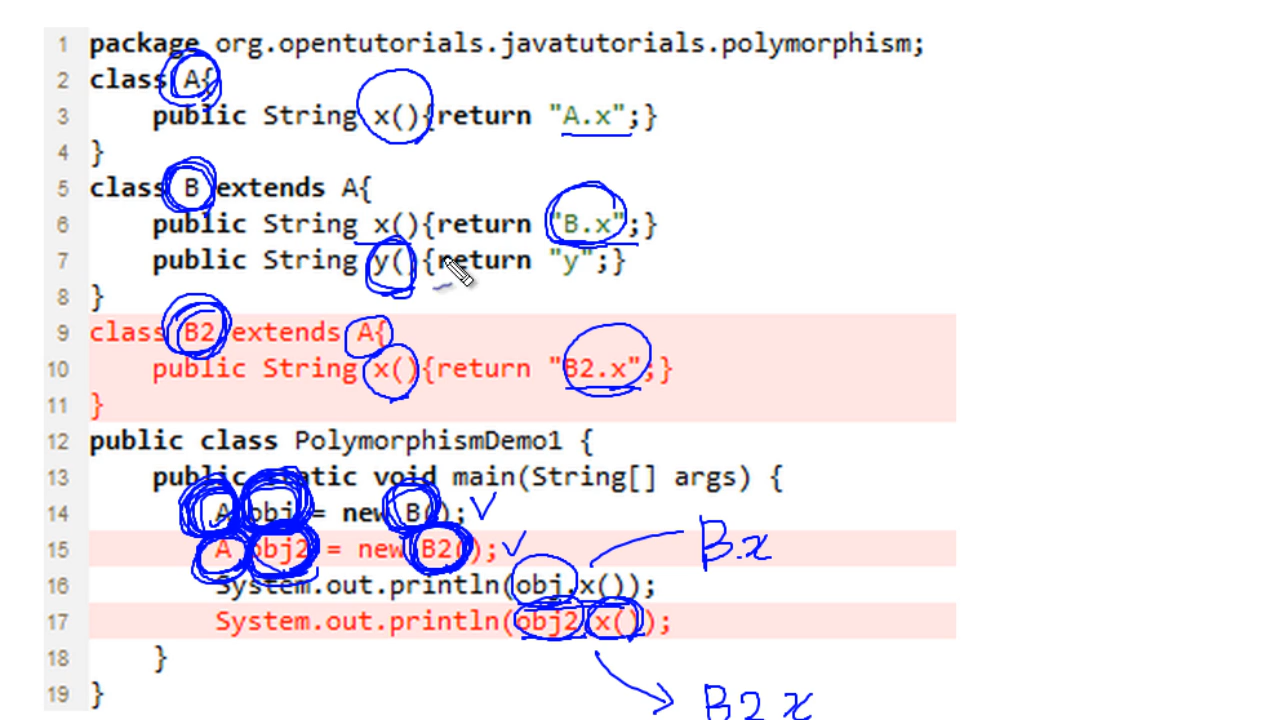 1 package org.opentutorials.javatutorials.polymorphism;
2 class A{
3 public String x(){return "A.x";}
4 }
5 class B extends A{
6 public String x(){return "B.x";}
7 public String y(){return "y";}
8 }
9 class B2 extends A{
10 public String x(){return "B2.x";}
11 }
12 public class PolymorphismDemo1 {
13 public static void main(String[] args) {
14 A obj = new B();
15 A obj2 = new B2();
B.x
16 System.out.println(obj.x());
17 System.out.println(obj2.x());
18 }
19 }
B2 x